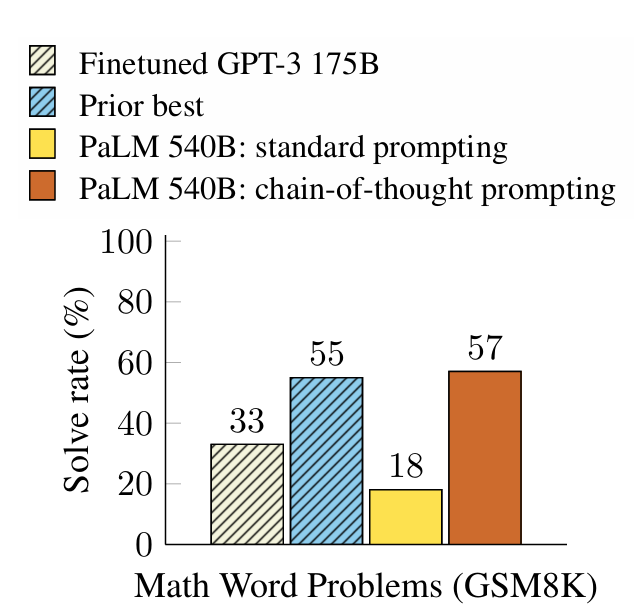 Finetuned GPT-3 175B
Prior best
PaLM 540B: standard prompting
PaLM 540B: chain-of-thought prompting
100
80
60
40
20
0
Solve rate (%)
33
55
18
57
Math Word Problems (GSM8K)